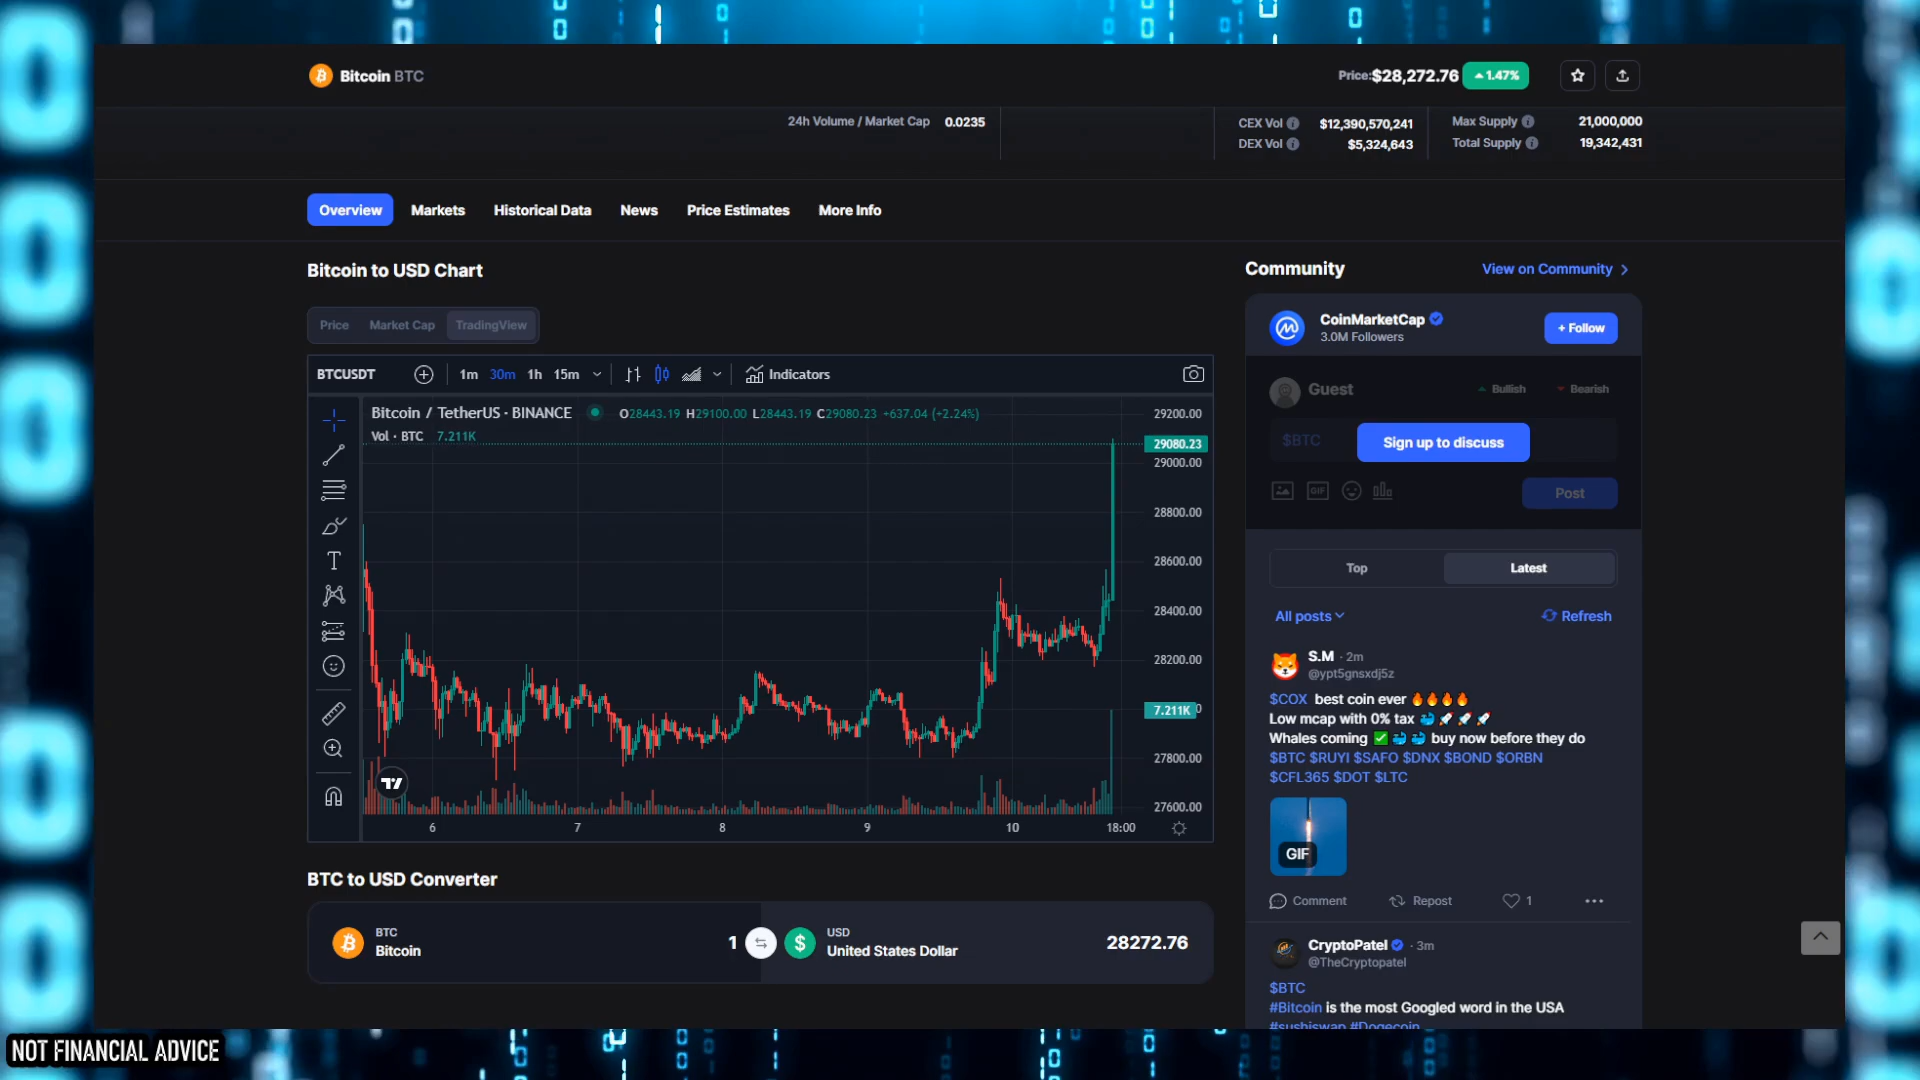 Bitcoin BTC
Price:$28,272.76 1.47%
24h Volume / Market Cap 0.0235
CEX Vol $12,390,570,241
DEX Vol $5,324,643
Max Supply 21,000,000
Total Supply 19,342,431
Overview Markets Historical Data News Price Estimates More Info
Bitcoin to USD Chart
Price Market Cap TradingView
BTCUSDT 1m 30m 1h 15m Indicators
Bitcoin / TetherUS · BINANCE O28443.19 H29100.00 L28443.19 C29080.23 +637.04 (+2.24%)
Vol · BTC 7.211K
29200.00
29080.23
29000.00
28800.00
28600.00
28400.00
28200.00
7.211K
27800.00
27600.00
6 7 8 9 10 18:00
BTC to USD Converter
BTC
Bitcoin
1
USD
United States Dollar
28272.76
Community
View on Community
CoinMarketCap
3.0M Followers
+ Follow
Guest
Bullish Bearish
$BTC
Sign up to discuss
GIF
Post
Top Latest
All posts Refresh
S.M · 2m
@ypt5gnsxdj5z
$COX best coin ever 🔥🔥🔥🔥
Low mcap with 0% tax 🐳🚀🚀🚀
Whales coming ✅🐳🐳 buy now before they do
$BTC $RUYI $SAFO $DNX $BOND $ORBN
$CFL365 $DOT $LTC
GIF
Comment Repost 1
CryptoPatel · 3m
@TheCryptopatel
$BTC
#Bitcoin is the most Googled word in the USA
#sushiswap #Dogecoin
NOT FINANCIAL ADVICE